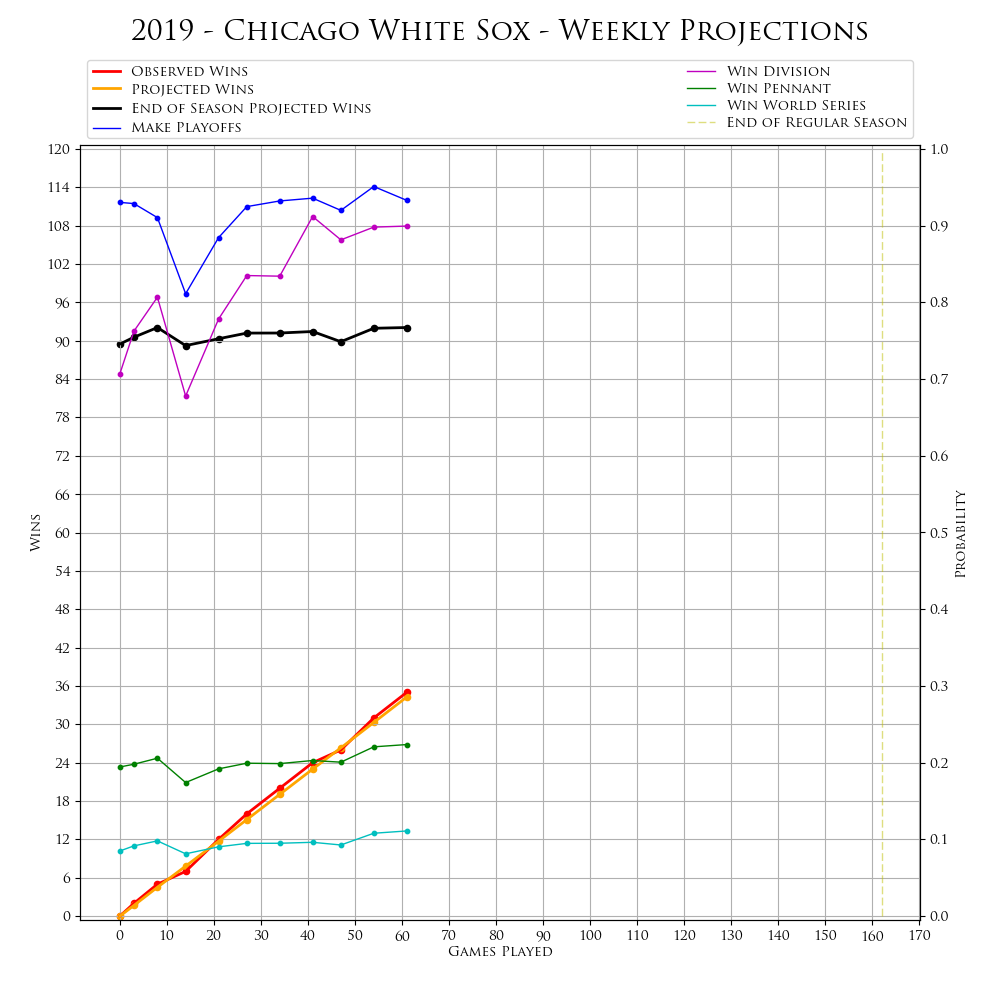 2019 - Chicago White Sox - Weekly Projections
Observed Wins
Projected Wins
End of Season Projected Wins
Make Playoffs
Win Division
Win Pennant
Win World Series
End of Regular Season
120
114
108
102
96
90
84
78
72
66
60
54
48
42
36
30
24
18
12
6
0
Wins
1.0
0.9
0.8
0.7
0.6
0.5
0.4
0.3
0.2
0.1
0.0
Probability
0 10 20 30 40 50 60 70 80 90 100 110 120 130 140 150 160 170
Games Played